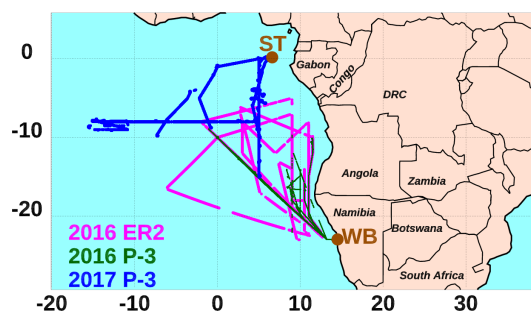 0
-10
-20
ST
Gabon
Congo
DRC
Angola
Zambia
Namibia
WB
Botswana
South Africa
2016 ER2
2016 P-3
2017 P-3
-20 -10 0 10 20 30